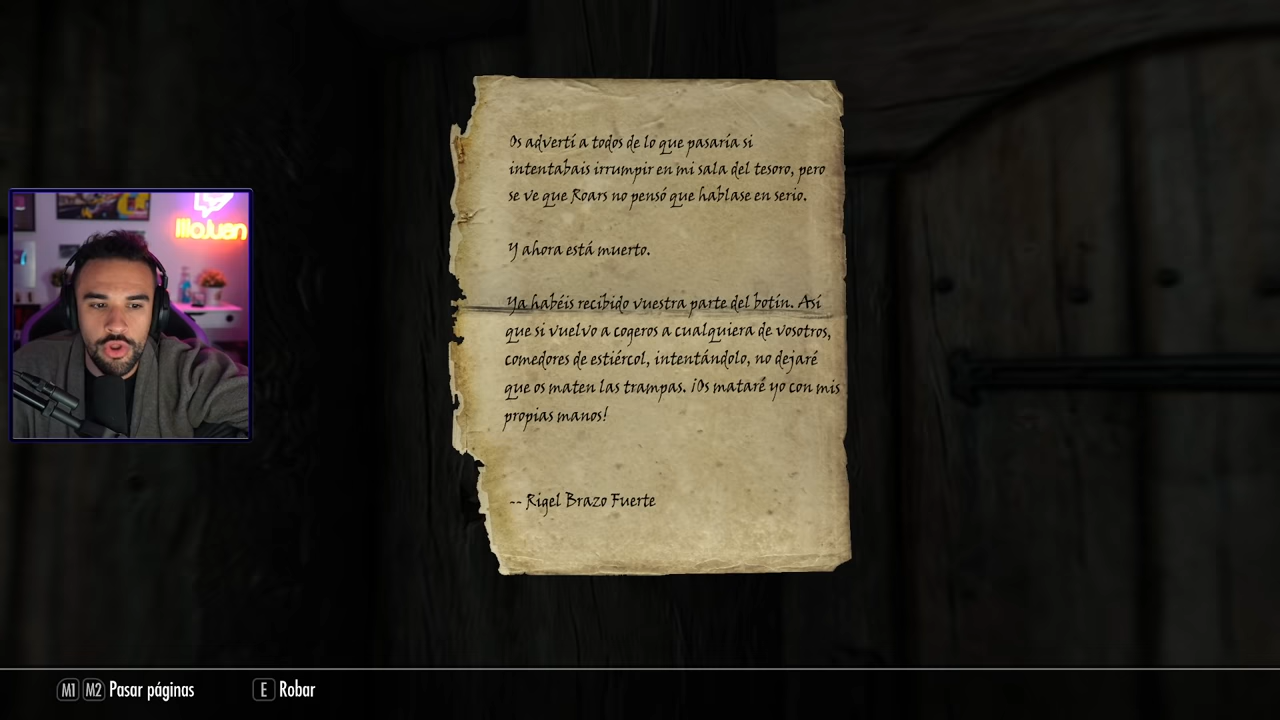 Os advertí a todos de lo que pasaría si
intentabais irrumpir en mi sala del tesoro, pero
se ve que Roars no pensó que hablase en serio.
Y ahora está muerto.
Ya habéis recibido vuestra parte del botín. Así
que si vuelvo a cogeros a cualquiera de vosotros,
comedores de estiércol, intentándolo, no dejaré
que os maten las trampas. ¡Os mataré yo con mis
propias manos!
-- Rigel Brazo Fuerte
IlloJuan
M1 M2 Pasar páginas
E Robar